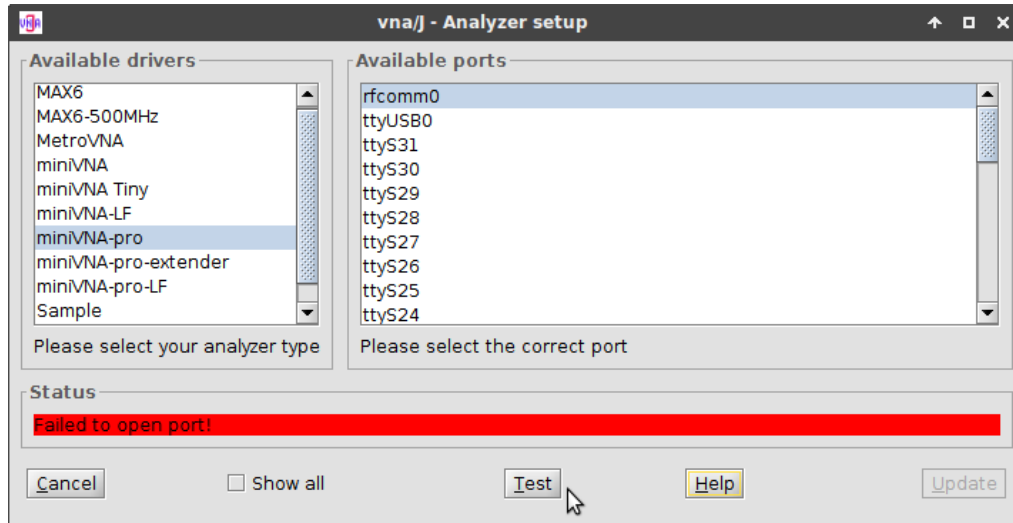 VNA
vna/J - Analyzer setup
Available drivers
MAX6
MAX6-500MHz
MetroVNA
miniVNA
miniVNA Tiny
miniVNA-LF
miniVNA-pro
miniVNA-pro-extender
miniVNA-pro-LF
Sample
Please select your analyzer type
Available ports
rfcomm0
ttyUSB0
ttyS31
ttyS30
ttyS29
ttyS28
ttyS27
ttyS26
ttyS25
ttyS24
Please select the correct port
Status
Failed to open port!
Cancel
Show all
Test
Help
Update